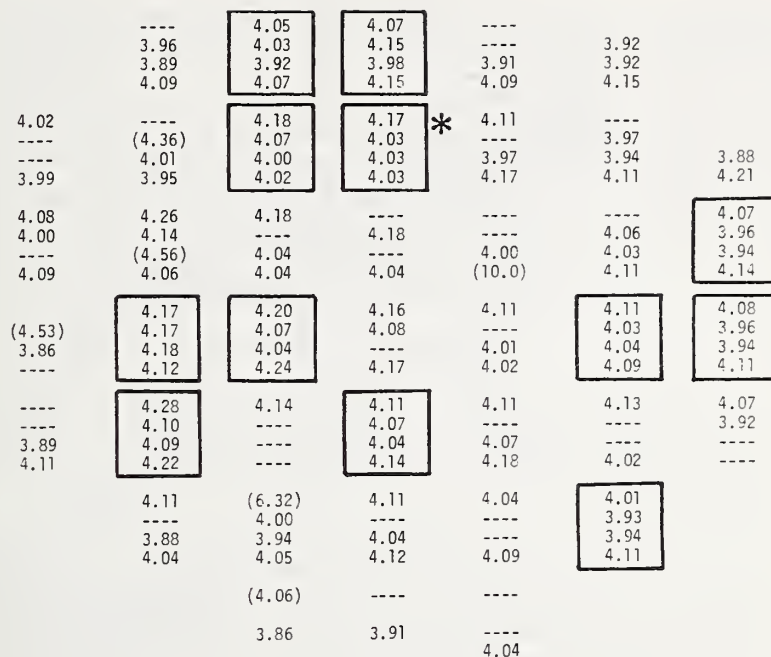 ---- 4.05 4.07 ----
3.96 4.03 4.15 ---- 3.92
3.89 3.92 3.98 3.91 3.92
4.09 4.07 4.15 4.09 4.15
4.02 ---- 4.18 4.17 * 4.11 ----
---- (4.36) 4.07 4.03 ---- 3.97
---- 4.01 4.00 4.03 3.97 3.94 3.88
3.99 3.95 4.02 4.03 4.17 4.11 4.21
4.08 4.26 4.18 ---- ---- ---- 4.07
4.00 4.14 ---- 4.18 ---- 4.06 3.96
---- (4.56) 4.04 ---- 4.00 4.03 3.94
4.09 4.06 4.04 4.04 (10.0) 4.11 4.14
4.17 4.20 4.16 4.11 4.11 4.08
(4.53) 4.17 4.07 4.08 ---- 4.03 3.96
3.86 4.18 4.04 ---- 4.01 4.04 3.94
---- 4.12 4.24 4.17 4.02 4.09 4.11
---- 4.28 4.14 4.11 4.11 4.13 4.07
---- 4.10 ---- 4.07 ---- ---- 3.92
3.89 4.09 ---- 4.04 4.07 ---- ----
4.11 4.22 ---- 4.14 4.18 4.02 ----
4.11 (6.32) 4.11 4.04 4.01
---- 4.00 ---- ---- 3.93
3.88 3.94 4.04 ---- 3.94
4.04 4.05 4.12 4.09 4.11
(4.06) ---- ----
3.86 3.91 ----
4.04